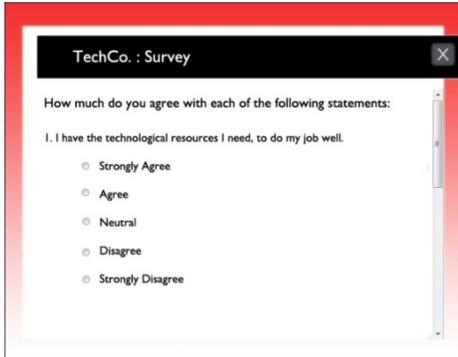 TechCo. : Survey
X
How much do you agree with each of the following statements:
1. I have the technological resources I need, to do my job well.
Strongly Agree
Agree
Neutral
Disagree
Strongly Disagree